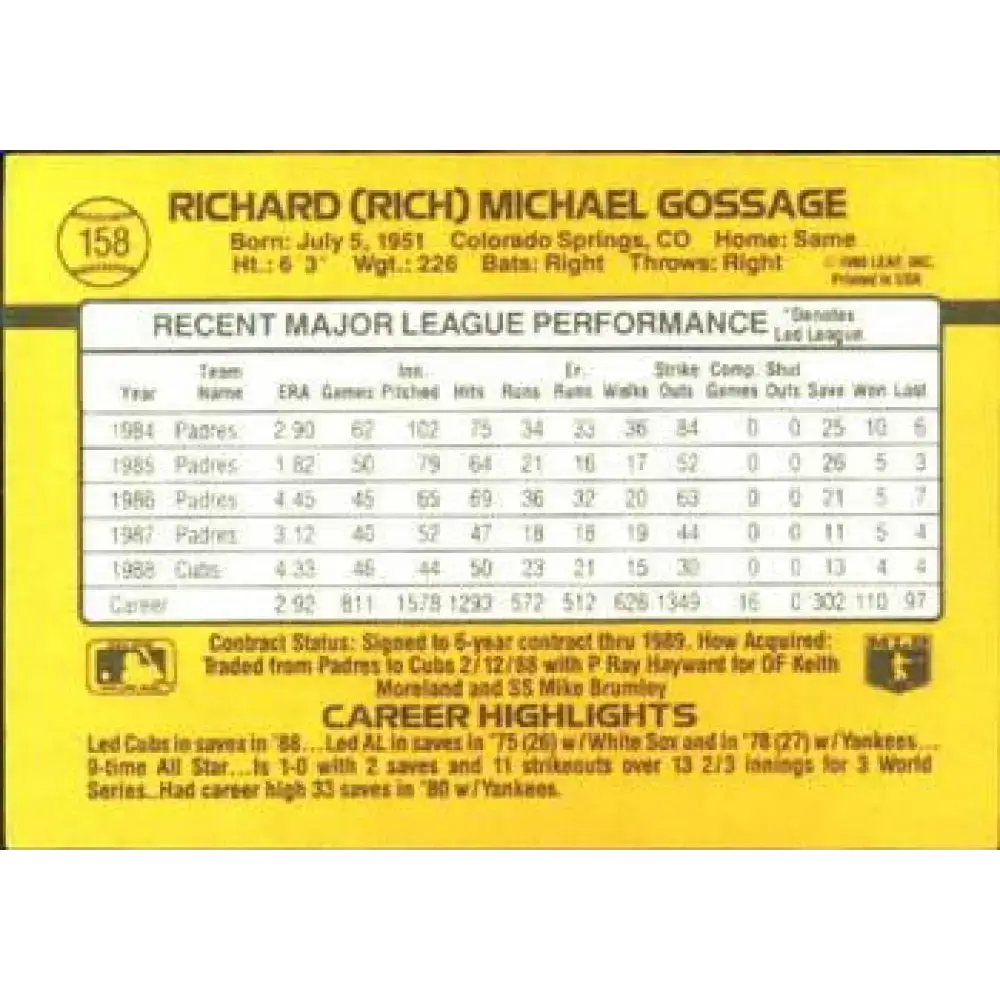 158
RICHARD (RICH) MICHAEL GOSSAGE
Born: July 5, 1951 Colorado Springs, CO Home: Same
Ht.: 6' 3" Wgt.: 226 Bats: Right Throws: Right
LEAF, INC.
Printed in USA
RECENT MAJOR LEAGUE PERFORMANCE
*Denotes
Led League
Team Inn. Er. Strike Comp. Shut
Year Name ERA Games Pitched Hits Runs Runs Walks Outs Games Outs Save Won Lost
1984 Padres 2.90 62 102 75 34 33 36 84 0 0 25 10 6
1985 Padres 1.82 50 79 64 21 16 17 52 0 0 26 5 3
1986 Padres 4.45 45 65 69 36 32 20 63 0 0 21 5 7
1987 Padres 3.12 40 52 47 18 18 19 44 0 0 11 5 4
1988 Cubs 4.33 46 44 50 23 21 15 30 0 0 13 4 4
Career 2.92 811 1578 1293 572 512 626 1349 16 0 302 110 97
Contract Status: Signed to 6-year contract thru 1989. How Acquired:
Traded from Padres to Cubs 2/12/88 with P Ray Hayward for OF Keith
Moreland and SS Mike Brumley
CAREER HIGHLIGHTS
Led Cubs in saves in '88...Led AL in saves in '75 (26) w/White Sox and in '78 (27) w/Yankees...
9-time All Star...Is 1-0 with 2 saves and 11 strikeouts over 13 2/3 innings for 3 World
Series..Had career high 33 saves in '80 w/Yankees.